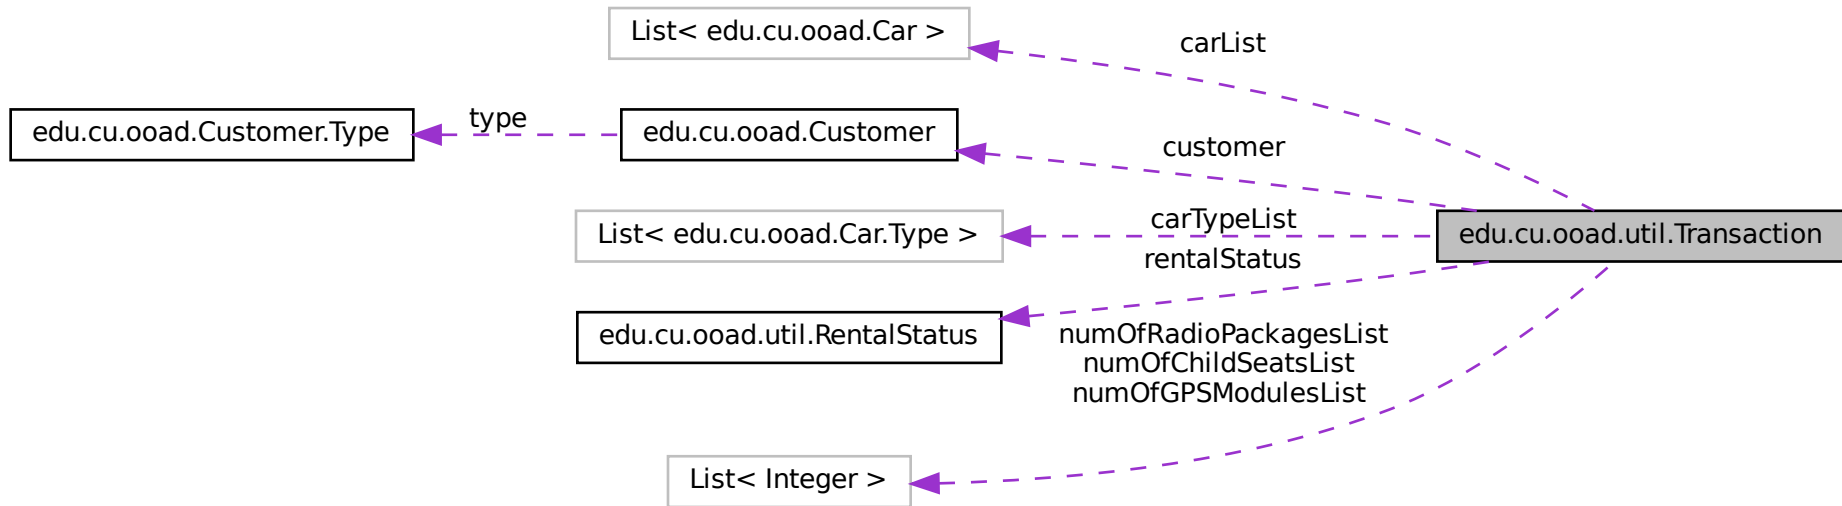 List< edu.cu.ooad.Car >
carList
edu.cu.ooad.Customer.Type
type
edu.cu.ooad.Customer
customer
List< edu.cu.ooad.Car.Type >
carTypeList
edu.cu.ooad.util.Transaction
rentalStatus
edu.cu.ooad.util.RentalStatus
numOfRadioPackagesList
numOfChildSeatsList
numOfGPSModulesList
List< Integer >